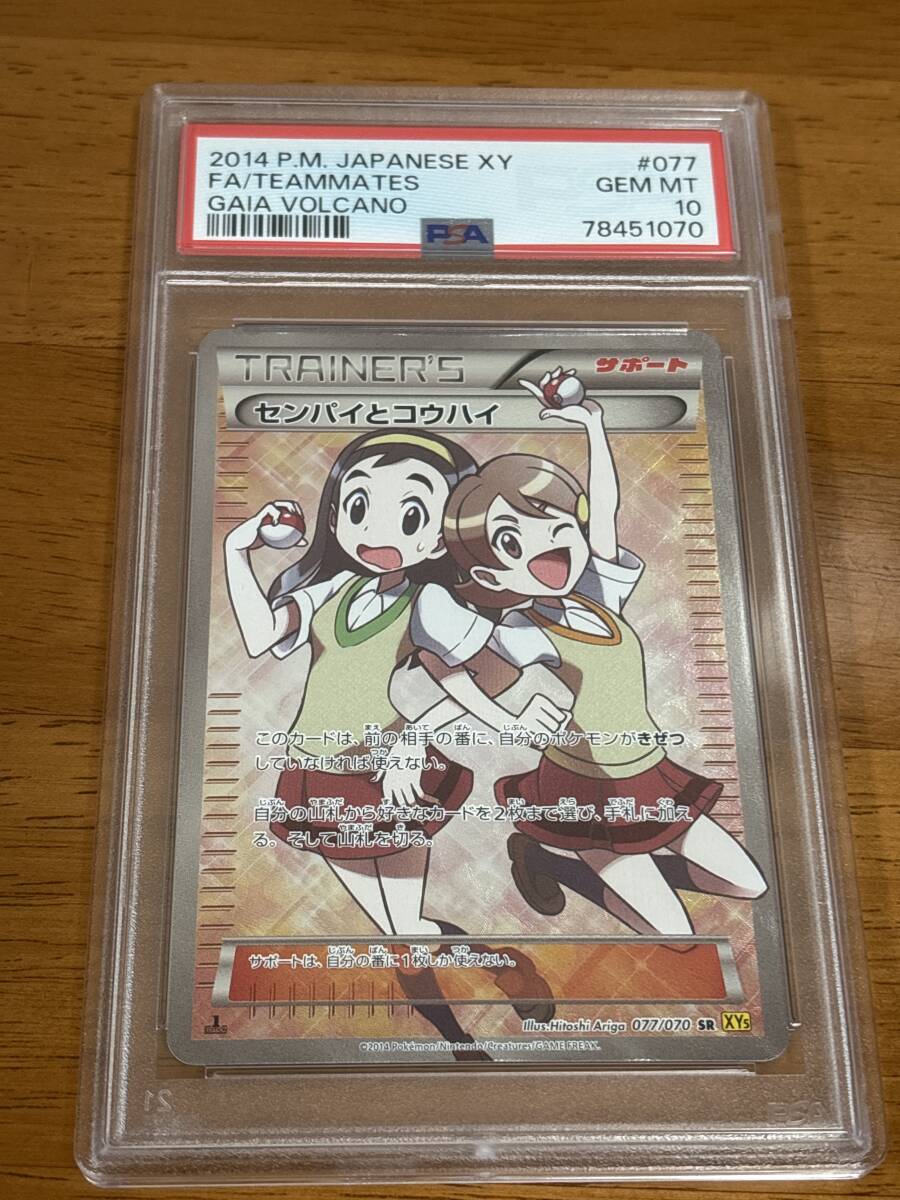 2014 P.M. JAPANESE XY #077
FA/TEAMMATES GEM MT
GAIA VOLCANO 10
PSA 78451070
TRAINER'S サポート
センパイとコウハイ
このカードは、前の相手の番に、自分のポケモンがきぜつ
していなければ使えない。
自分の山札から好きなカードを2枚まで選び、手札に加え
る。そして山札を切る。
サポートは、自分の番に1枚しか使えない。
1
Illus.Hitoshi Ariga 077/070 SR XY5
©2014 Pokémon/Nintendo/Creatures/GAME FREAK.
PSA